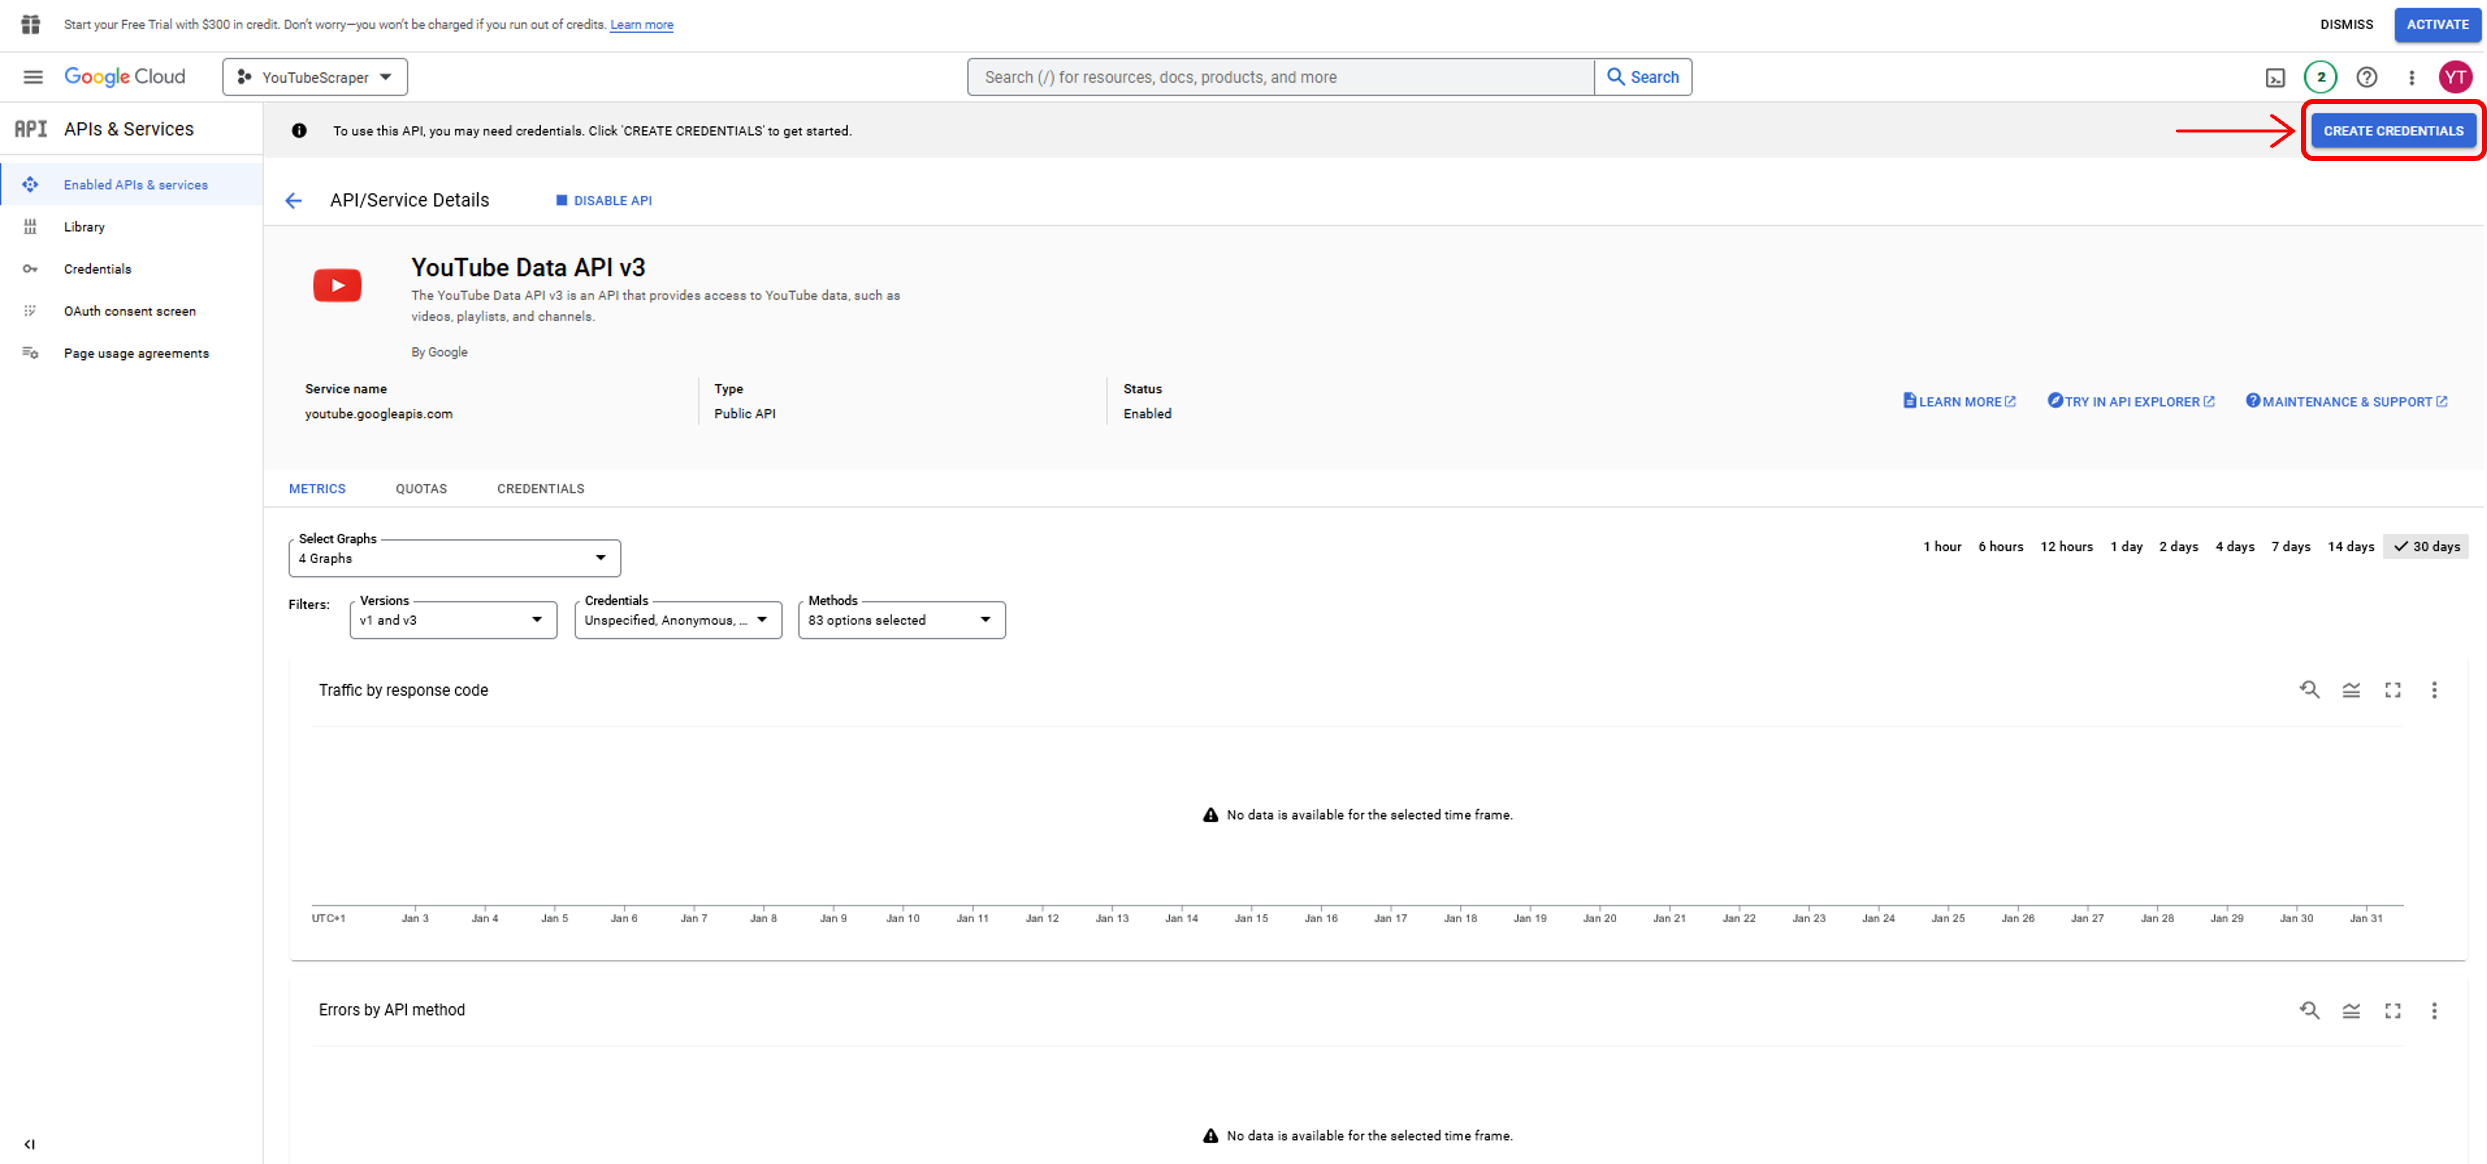 Start your Free Trial with $300 in credit. Don't worry—you won't be charged if you run out of credits. Learn more
DISMISS
ACTIVATE
Google Cloud
YouTubeScraper
Search (/) for resources, docs, products, and more
Search
2
YT
API
APIs & Services
To use this API, you may need credentials. Click 'CREATE CREDENTIALS' to get started.
CREATE CREDENTIALS
Enabled APIs & services
Library
Credentials
OAuth consent screen
Page usage agreements
API/Service Details
DISABLE API
YouTube Data API v3
The YouTube Data API v3 is an API that provides access to YouTube data, such as
videos, playlists, and channels.
By Google
Service name
youtube.googleapis.com
Type
Public API
Status
Enabled
LEARN MORE
TRY IN API EXPLORER
MAINTENANCE & SUPPORT
METRICS
QUOTAS
CREDENTIALS
Select Graphs
4 Graphs
1 hour
6 hours
12 hours
1 day
2 days
4 days
7 days
14 days
30 days
Filters:
Versions
v1 and v3
Credentials
Unspecified, Anonymous, ...
Methods
83 options selected
Traffic by response code
No data is available for the selected time frame.
UTC+1 Jan 3 Jan 4 Jan 5 Jan 6 Jan 7 Jan 8 Jan 9 Jan 10 Jan 11 Jan 12 Jan 13 Jan 14 Jan 15 Jan 16 Jan 17 Jan 18 Jan 19 Jan 20 Jan 21 Jan 22 Jan 23 Jan 24 Jan 25 Jan 26 Jan 27 Jan 28 Jan 29 Jan 30 Jan 31
Errors by API method
No data is available for the selected time frame.